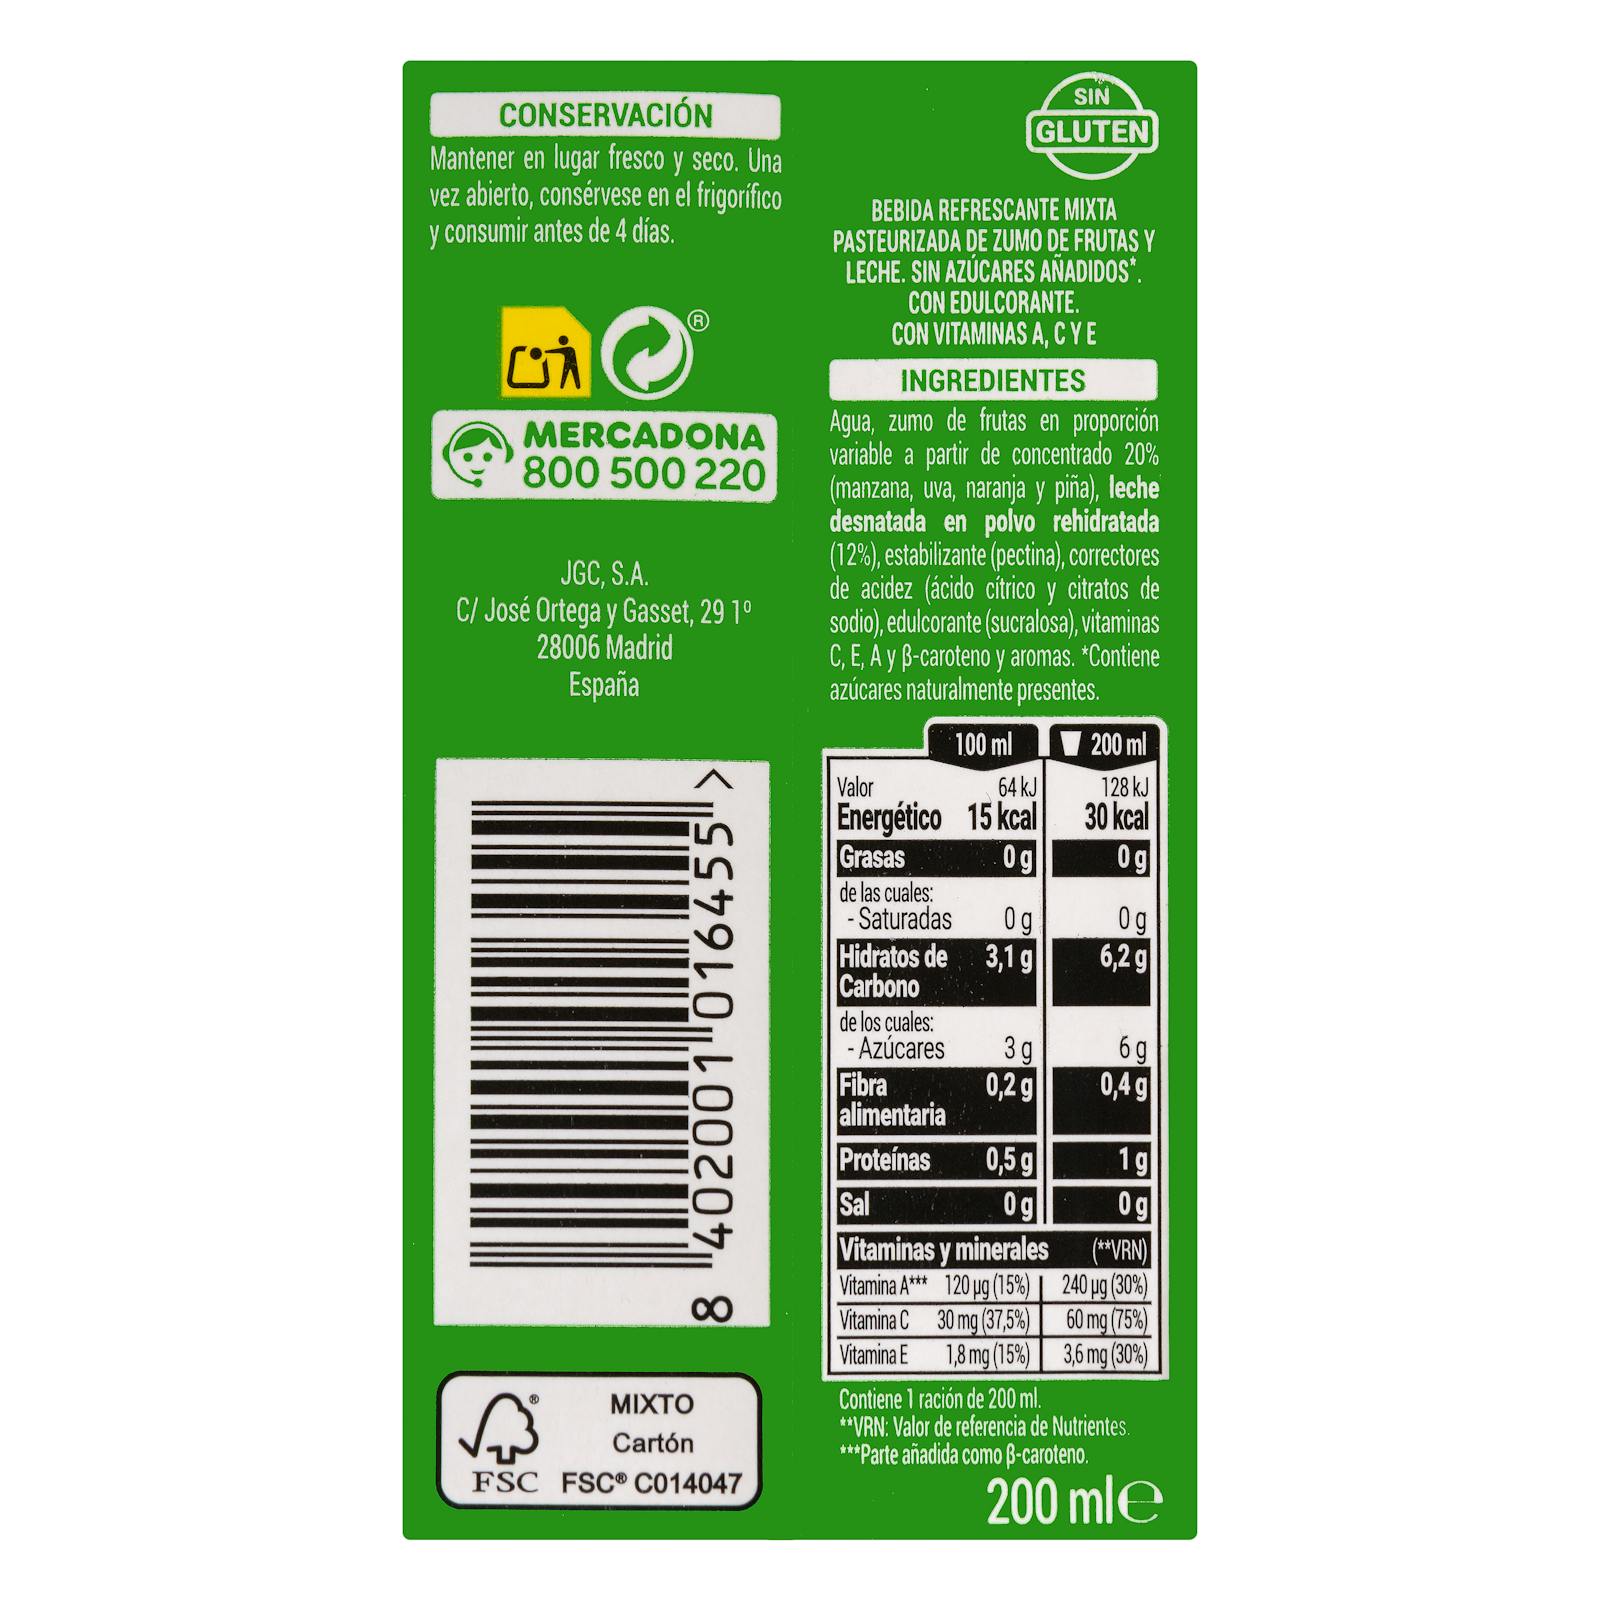 CONSERVACIÓN
Mantener en lugar fresco y seco. Una
vez abierto, consérvese en el frigorífico
y consumir antes de 4 días.
®
MERCADONA
800 500 220
JGC, S.A.
C/ José Ortega y Gasset, 29 1º
28006 Madrid
España
8 402001 016455 >
®
FSC
MIXTO
Cartón
FSC® C014047
SIN
GLUTEN
BEBIDA REFRESCANTE MIXTA
PASTEURIZADA DE ZUMO DE FRUTAS Y
LECHE. SIN AZÚCARES AÑADIDOS*.
CON EDULCORANTE.
CON VITAMINAS A, C Y E
INGREDIENTES
Agua, zumo de frutas en proporción
variable a partir de concentrado 20%
(manzana, uva, naranja y piña), leche
desnatada en polvo rehidratada
(12%), estabilizante (pectina), correctores
de acidez (ácido cítrico y citratos de
sodio), edulcorante (sucralosa), vitaminas
C, E, A y β-caroteno y aromas. *Contiene
azúcares naturalmente presentes.
100 ml 200 ml
Valor 64 kJ 128 kJ
Energético 15 kcal 30 kcal
Grasas 0 g 0 g
de las cuales:
- Saturadas 0 g 0 g
Hidratos de 3,1 g 6,2 g
Carbono
de los cuales:
- Azúcares 3 g 6 g
Fibra 0,2 g 0,4 g
alimentaria
Proteínas 0,5 g 1 g
Sal 0 g 0 g
Vitaminas y minerales (**VRN)
Vitamina A*** 120 µg (15%) 240 µg (30%)
Vitamina C 30 mg (37,5%) 60 mg (75%)
Vitamina E 1,8 mg (15%) 3,6 mg (30%)
Contiene 1 ración de 200 ml.
**VRN: Valor de referencia de Nutrientes.
***Parte añadida como β-caroteno.
200 ml e